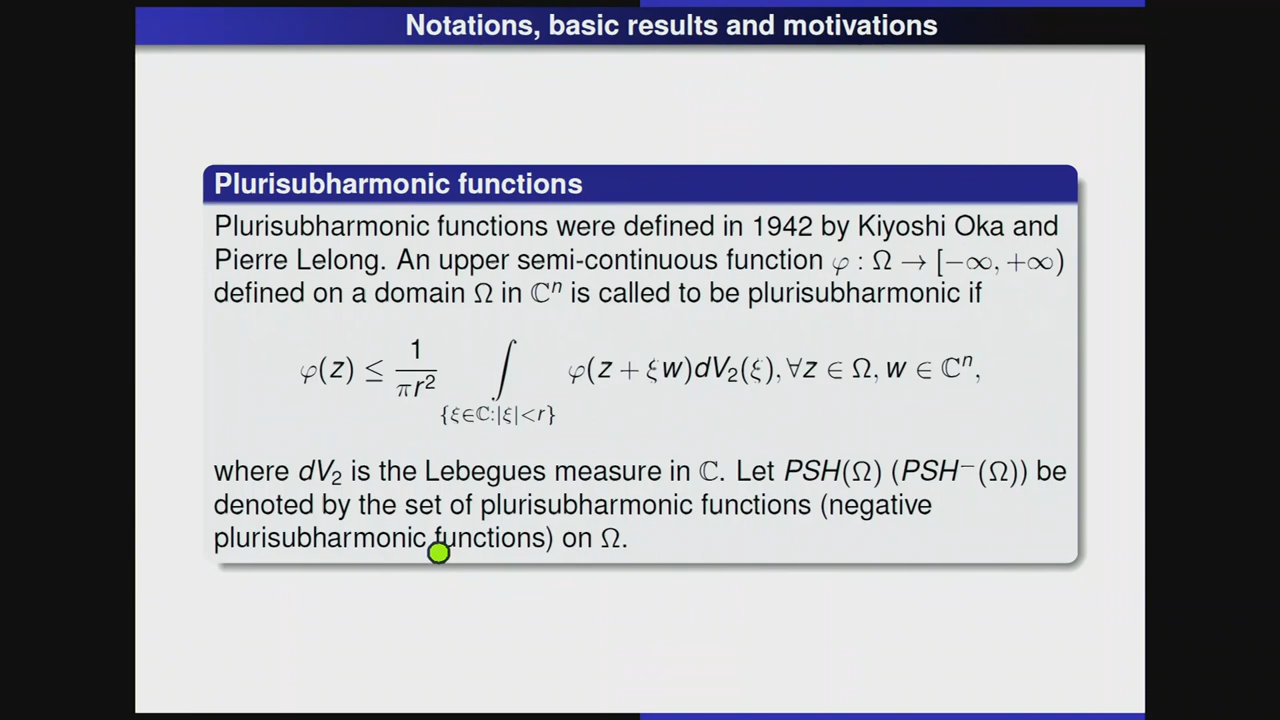 Notations, basic results and motivations
Plurisubharmonic functions
Plurisubharmonic functions were defined in 1942 by Kiyoshi Oka and
Pierre Lelong. An upper semi-continuous function φ : Ω → [−∞, +∞)
defined on a domain Ω in ℂⁿ is called to be plurisubharmonic if
φ(z) ≤ 1/(πr²) ∫_{ξ∈ℂ:|ξ|<r} φ(z + ξw)dV₂(ξ), ∀z ∈ Ω, w ∈ ℂⁿ,
where dV₂ is the Lebegues measure in ℂ. Let PSH(Ω) (PSH⁻(Ω)) be
denoted by the set of plurisubharmonic functions (negative
plurisubharmonic functions) on Ω.